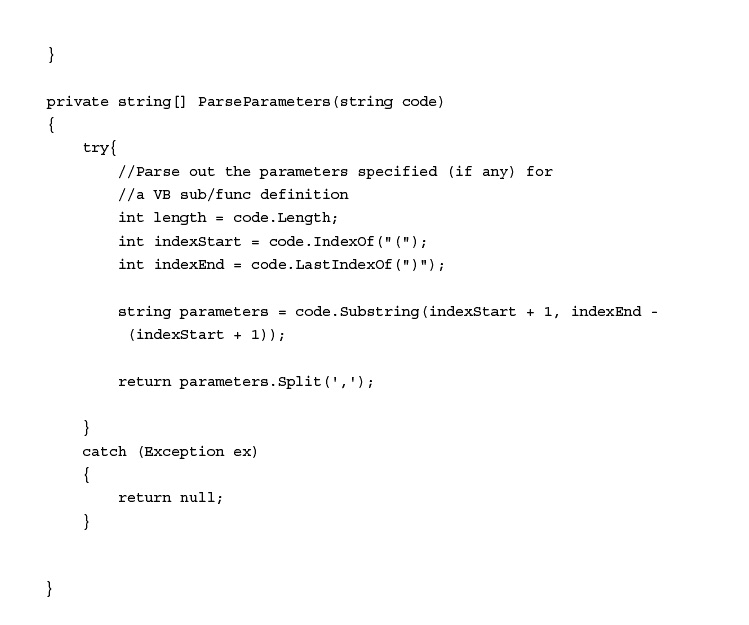 }
private string[] ParseParameters(string code)
{
try{
//Parse out the parameters specified (if any) for
//a VB sub/func definition
int length = code.Length;
int indexStart = code.IndexOf("(");
int indexEnd = code.LastIndexOf(")");
string parameters = code.Substring(indexStart + 1, indexEnd -
(indexStart + 1));
return parameters.Split(',');
}
catch (Exception ex)
{
return null;
}
}